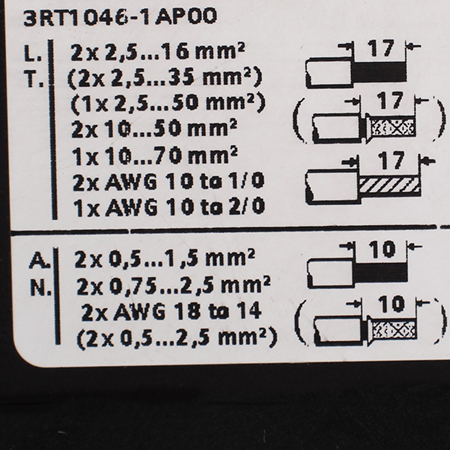 3RT1046-1AP00
L. 2x 2,5...16 mm² 17
T. (2x 2,5...35 mm²)
(1x 2,5...50 mm²) ( 17 )
2x 10...50 mm²
1x 10...70 mm² 17
2x AWG 10 to 1/0
1x AWG 10 to 2/0
A. 2x 0,5...1,5 mm² 10
N. 2x 0,75...2,5 mm²
2x AWG 18 to 14 ( 10 )
(2x 0,5...2,5 mm²)